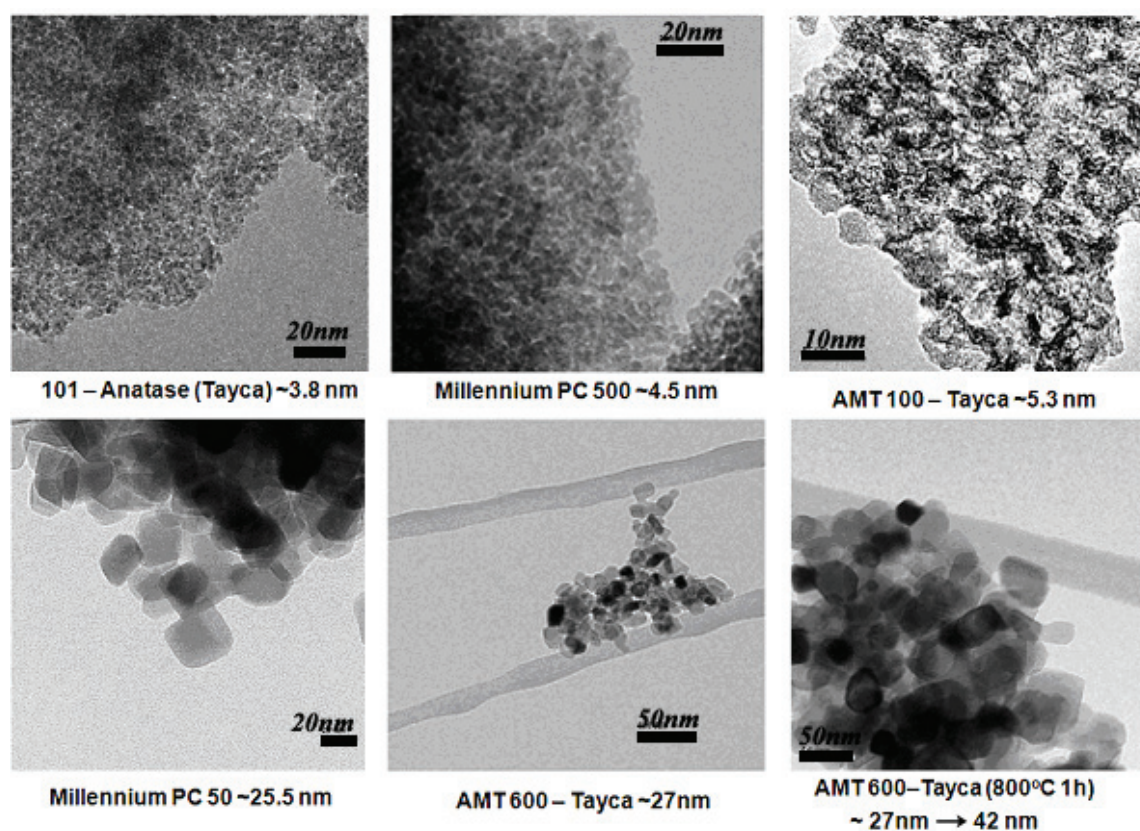 20nm
20nm
10nm
101 – Anatase (Tayca) ~3.8 nm
Millennium PC 500 ~4.5 nm
AMT 100 – Tayca ~5.3 nm
20nm
50nm
50nm
Millennium PC 50 ~25.5 nm
AMT 600 – Tayca ~27nm
AMT 600–Tayca (800ºC 1h)
~ 27nm → 42 nm